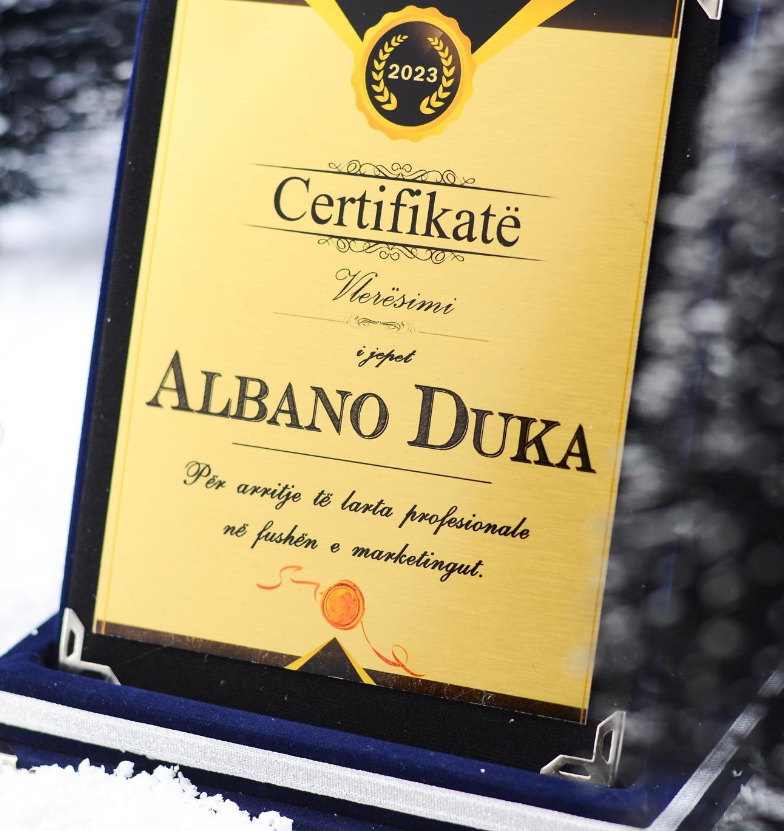 2023
Certifikatë
Vlerësimi
i jepet
ALBANO DUKA
Për arritje të larta profesionale
në fushën e marketingut.